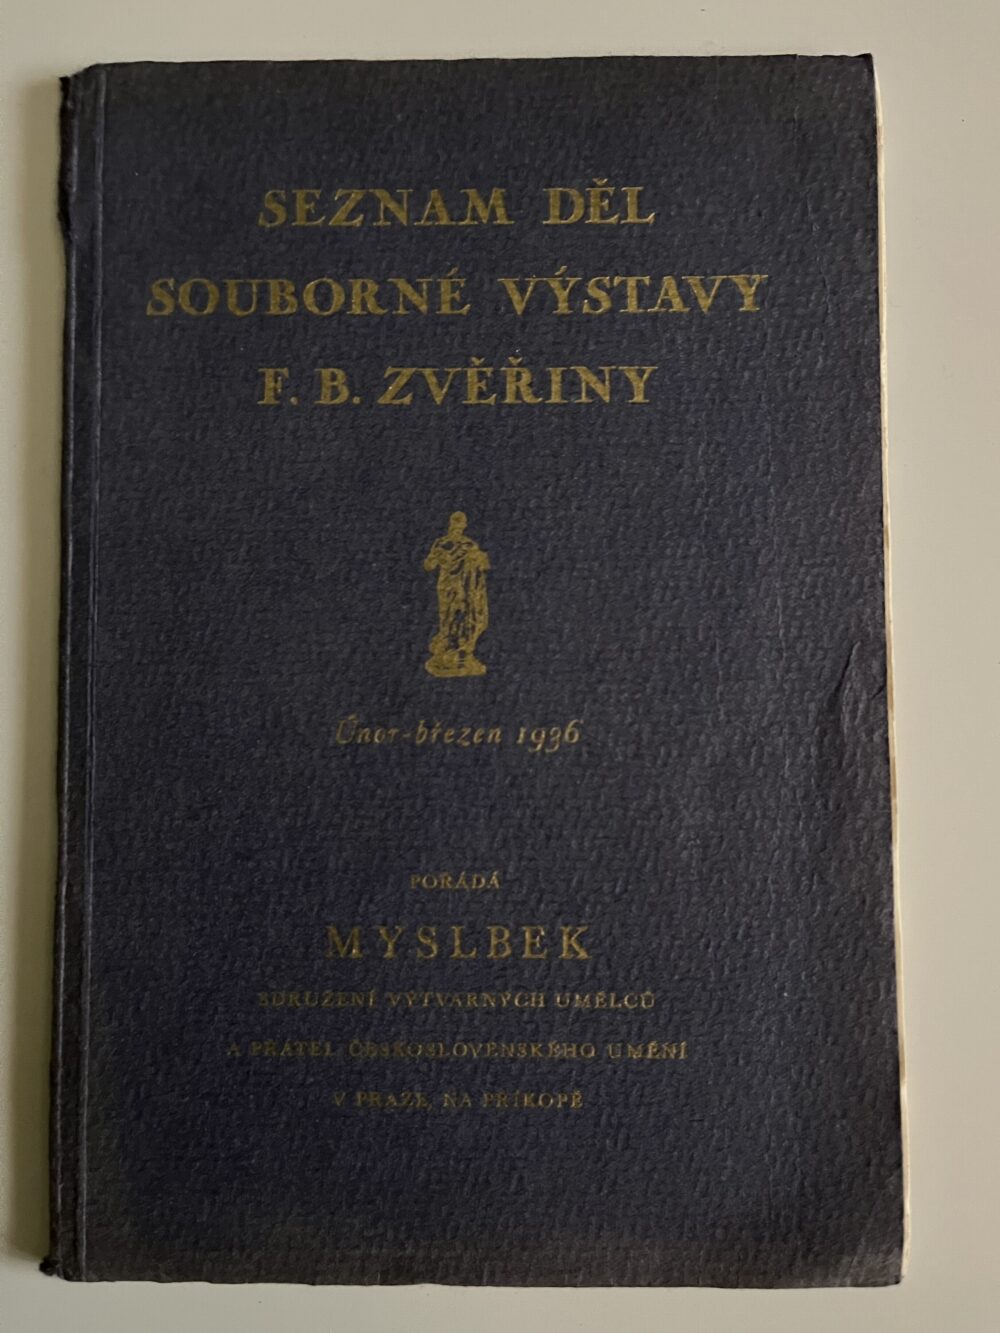 SEZNAM DĚL
SOUBORNÉ VÝSTAVY
F. B. ZVĚŘINY
Únor-březen 1936
POŘÁDÁ
MYSLBEK
SDRUŽENÍ VÝTVARNÝCH UMĚLCŮ
A PŘÁTEL ČESKOSLOVENSKÉHO UMĚNÍ
V PRAZE, NA PŘÍKOPĚ